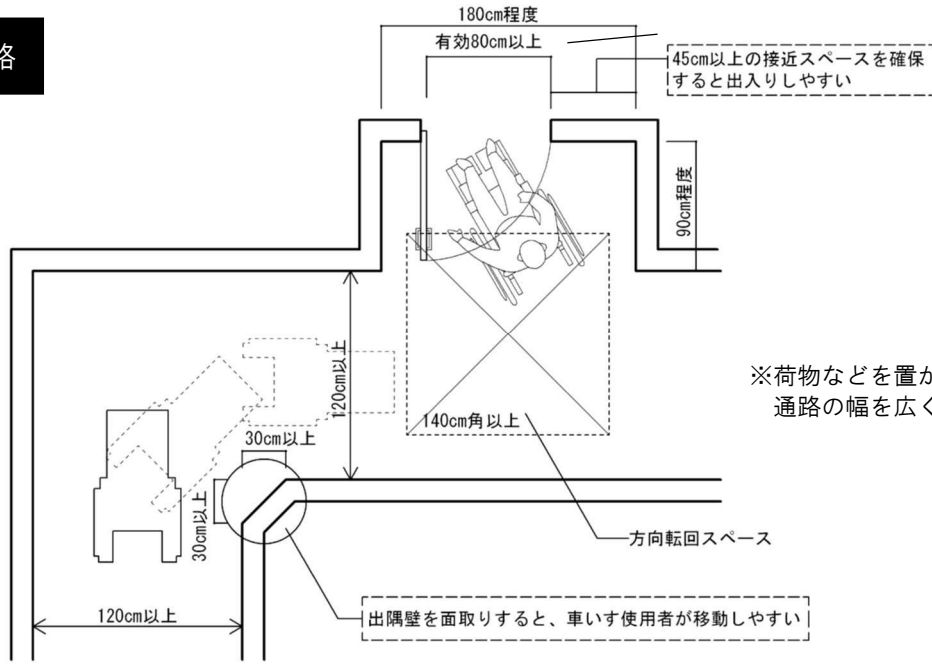 路
180cm程度
有効80cm以上
45cm以上の接近スペースを確保
すると出入りしやすい
90cm程度
120cm以上
140cm角以上
※荷物などを置か
通路の幅を広く
30cm以上
30cm以上
方向転回スペース
120cm以上
出隅壁を面取りすると、車いす使用者が移動しやすい